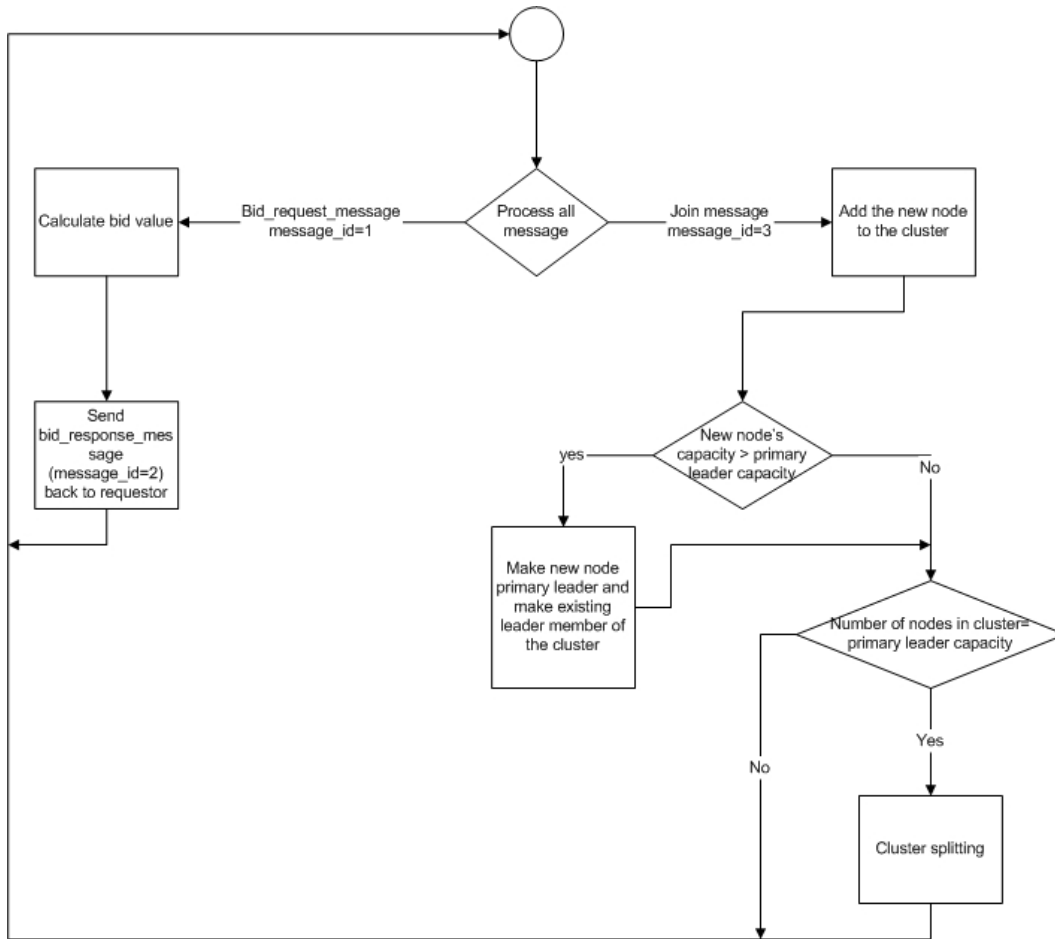 Calculate bid value
Bid_request_message
message_id=1
Process all
message
Join message
message_id=3
Add the new node
to the cluster
Send
bid_response_mes
sage
(message_id=2)
back to requestor
New node's
capacity > primary
leader capacity
yes
No
Make new node
primary leader and
make existing
leader member of
the cluster
Number of nodes in cluster=
primary leader capacity
Yes
No
Cluster splitting